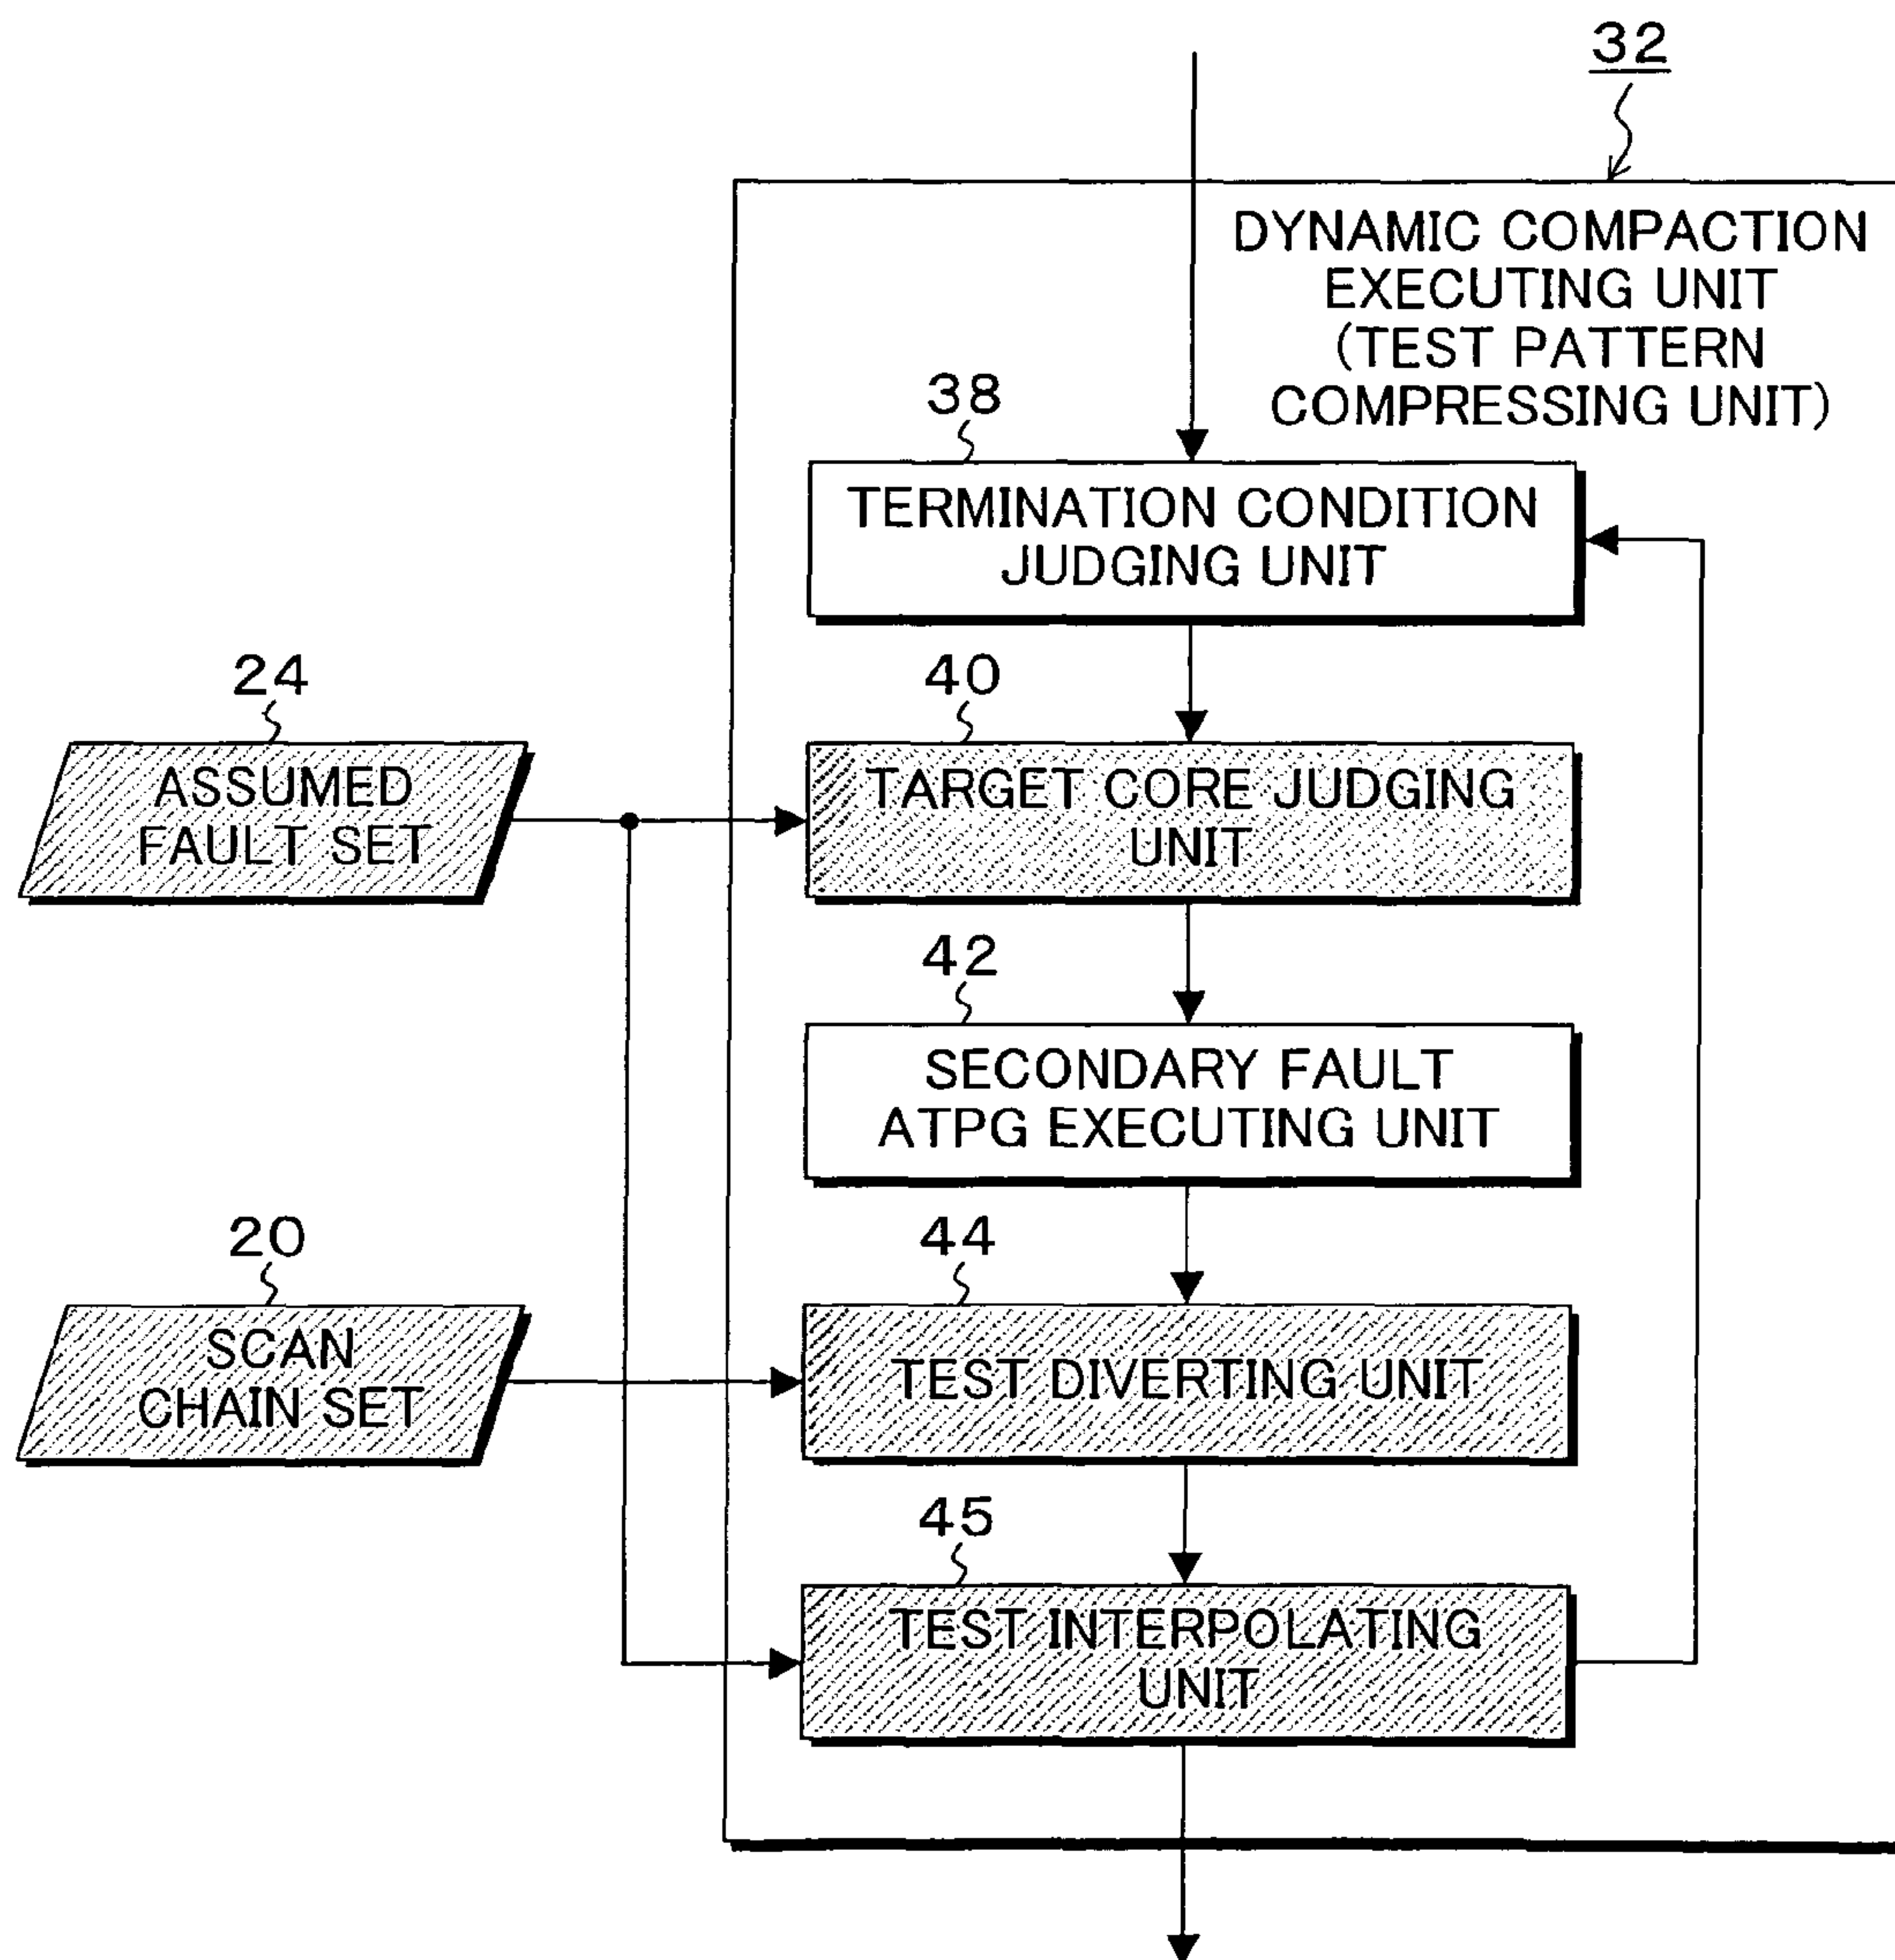 32
DYNAMIC COMPACTION
EXECUTING UNIT
(TEST PATTERN
COMPRESSING UNIT)
38
TERMINATION CONDITION
JUDGING UNIT
24
ASSUMED
FAULT SET
40
TARGET CORE JUDGING
UNIT
42
SECONDARY FAULT
ATPG EXECUTING UNIT
20
SCAN
CHAIN SET
44
TEST DIVERTING UNIT
45
TEST INTERPOLATING
UNIT